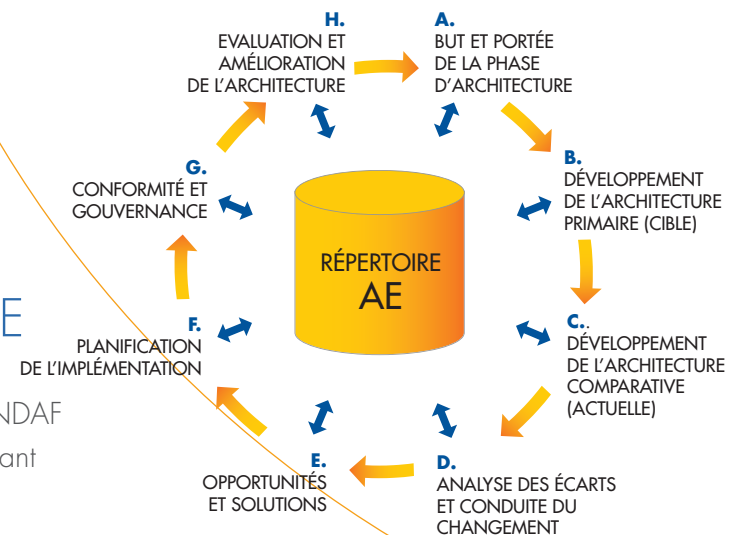 H.
EVALUATION ET
AMÉLIORATION
DE L'ARCHITECTURE
A.
BUT ET PORTÉE
DE LA PHASE
D'ARCHITECTURE
B.
DÉVELOPPEMENT
DE L'ARCHITECTURE
PRIMAIRE (CIBLE)
C..
DÉVELOPPEMENT
DE L'ARCHITECTURE
COMPARATIVE
(ACTUELLE)
D.
ANALYSE DES ÉCARTS
ET CONDUITE DU
CHANGEMENT
E.
OPPORTUNITÉS
ET SOLUTIONS
F.
PLANIFICATION
DE L'IMPLÉMENTATION
G.
CONFORMITÉ ET
GOUVERNANCE
RÉPERTOIRE
AE
E
NDAF
ant